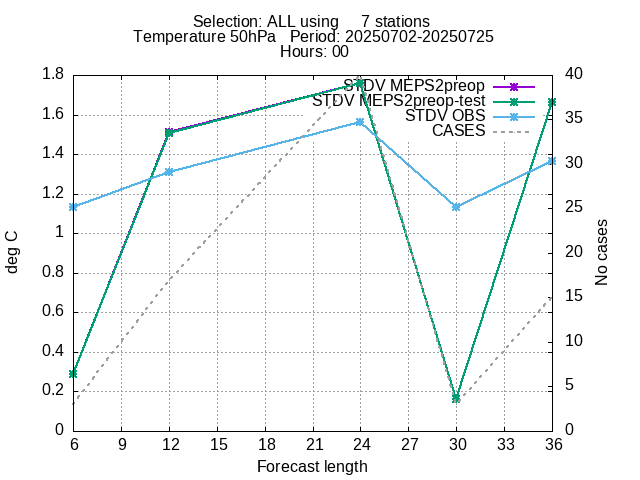 Selection: ALL using     7 stations
Temperature 50hPa   Period: 20250702-20250725
Hours: 00
STDV MEPS2preop
STDV MEPS2preop-test
STDV OBS
CASES
1.8
1.6
1.4
1.2
1
0.8
0.6
0.4
0.2
0
deg C
40
35
30
25
20
15
10
5
0
No cases
6 9 12 15 18 21 24 27 30 33 36
Forecast length